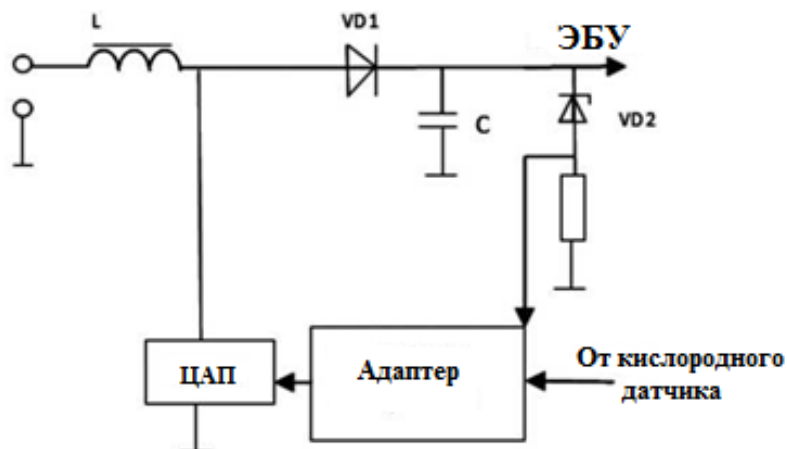 L
VD1
ЭБУ
C
VD2
ЦАП
Адаптер
От кислородного
датчика